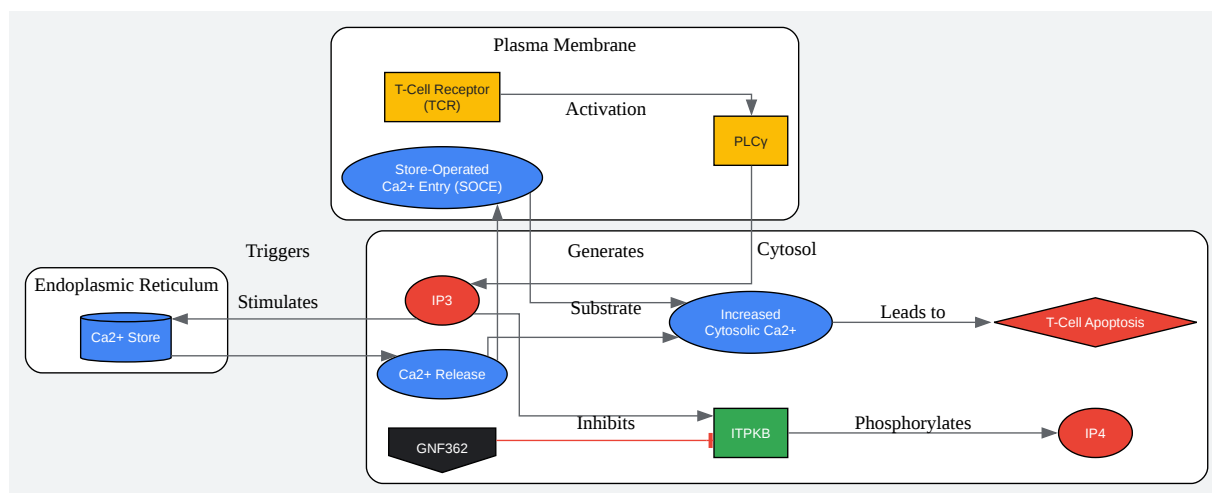 Plasma Membrane
T-Cell Receptor
(TCR)
Activation
PLCγ
Store-Operated
Ca2+ Entry (SOCE)
Triggers
Generates
Cytosol
Endoplasmic Reticulum
Stimulates
IP3
Substrate
Increased
Cytosolic Ca2+
Leads to
T-Cell Apoptosis
Ca2+ Store
Ca2+ Release
Inhibits
GNF362
ITPKB
Phosphorylates
IP4